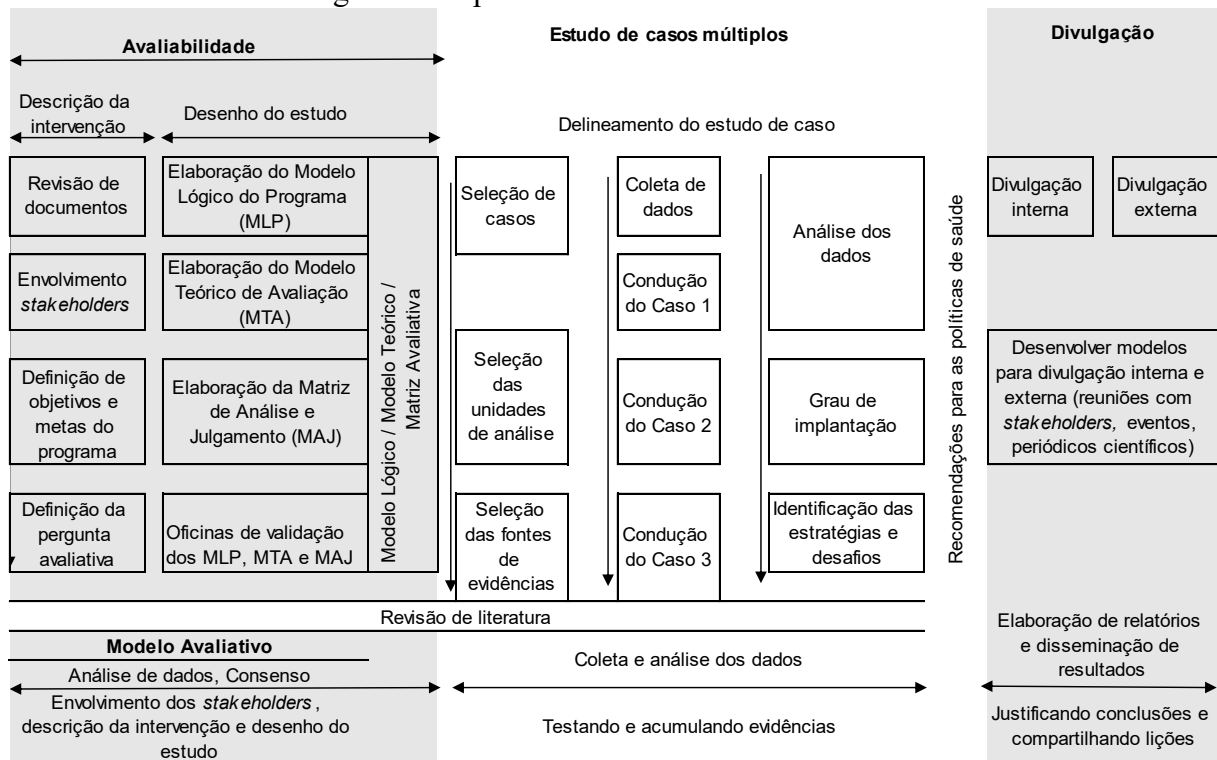 Avaliabilidade
Estudo de casos múltiplos
Divulgação
Descrição da
intervenção
Desenho do estudo
Delineamento do estudo de caso
Revisão de
documentos
Envolvimento
stakeholders
Definição de
objetivos e
metas do
programa
Definição da
pergunta
avaliativa
Elaboração do Modelo
Lógico do Programa
(MLP)
Elaboração do Modelo
Teórico de Avaliação
(MTA)
Elaboração da Matriz
de Análise e
Julgamento (MAJ)
Oficinas de validação
dos MLP, MTA e MAJ
Modelo Lógico / Modelo Teórico /
Matriz Avaliativa
Seleção de
casos
Seleção
das
unidades
de análise
Seleção
das fontes
de
evidências
Coleta de
dados
Condução
do Caso 1
Condução
do Caso 2
Condução
do Caso 3
Análise dos
dados
Grau de
implantação
Identificação das
estratégias e
desafios
Recomendações para as políticas de saúde
Divulgação
interna
Divulgação
externa
Desenvolver modelos
para divulgação interna e
externa (reuniões com
stakeholders, eventos,
periódicos científicos)
Revisão de literatura
Modelo Avaliativo
Análise de dados, Consenso
Envolvimento dos stakeholders ,
descrição da intervenção e desenho do
estudo
Coleta e análise dos dados
Testando e acumulando evidências
Elaboração de relatórios
e disseminação de
resultados
Justificando conclusões e
compartilhando lições